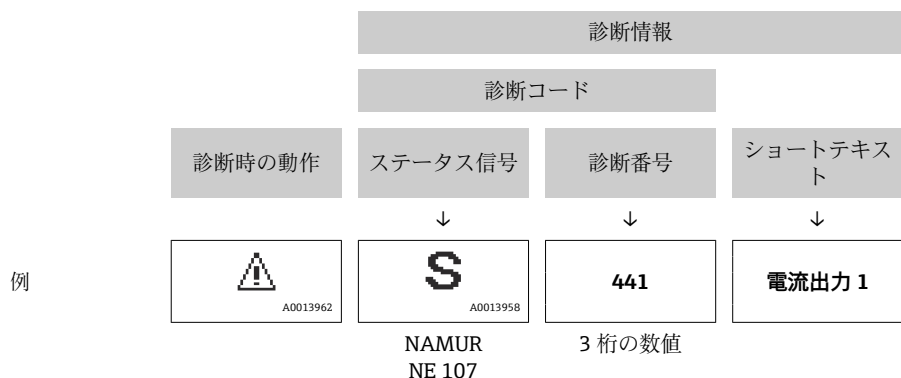 診断情報
診断コード
診断時の動作 ステータス信号 診断番号 ショートテキス
ト
↓ ↓ ↓
例 S 441 電流出力 1
A0013962 A0013958
NAMUR 3 桁の数値
NE 107